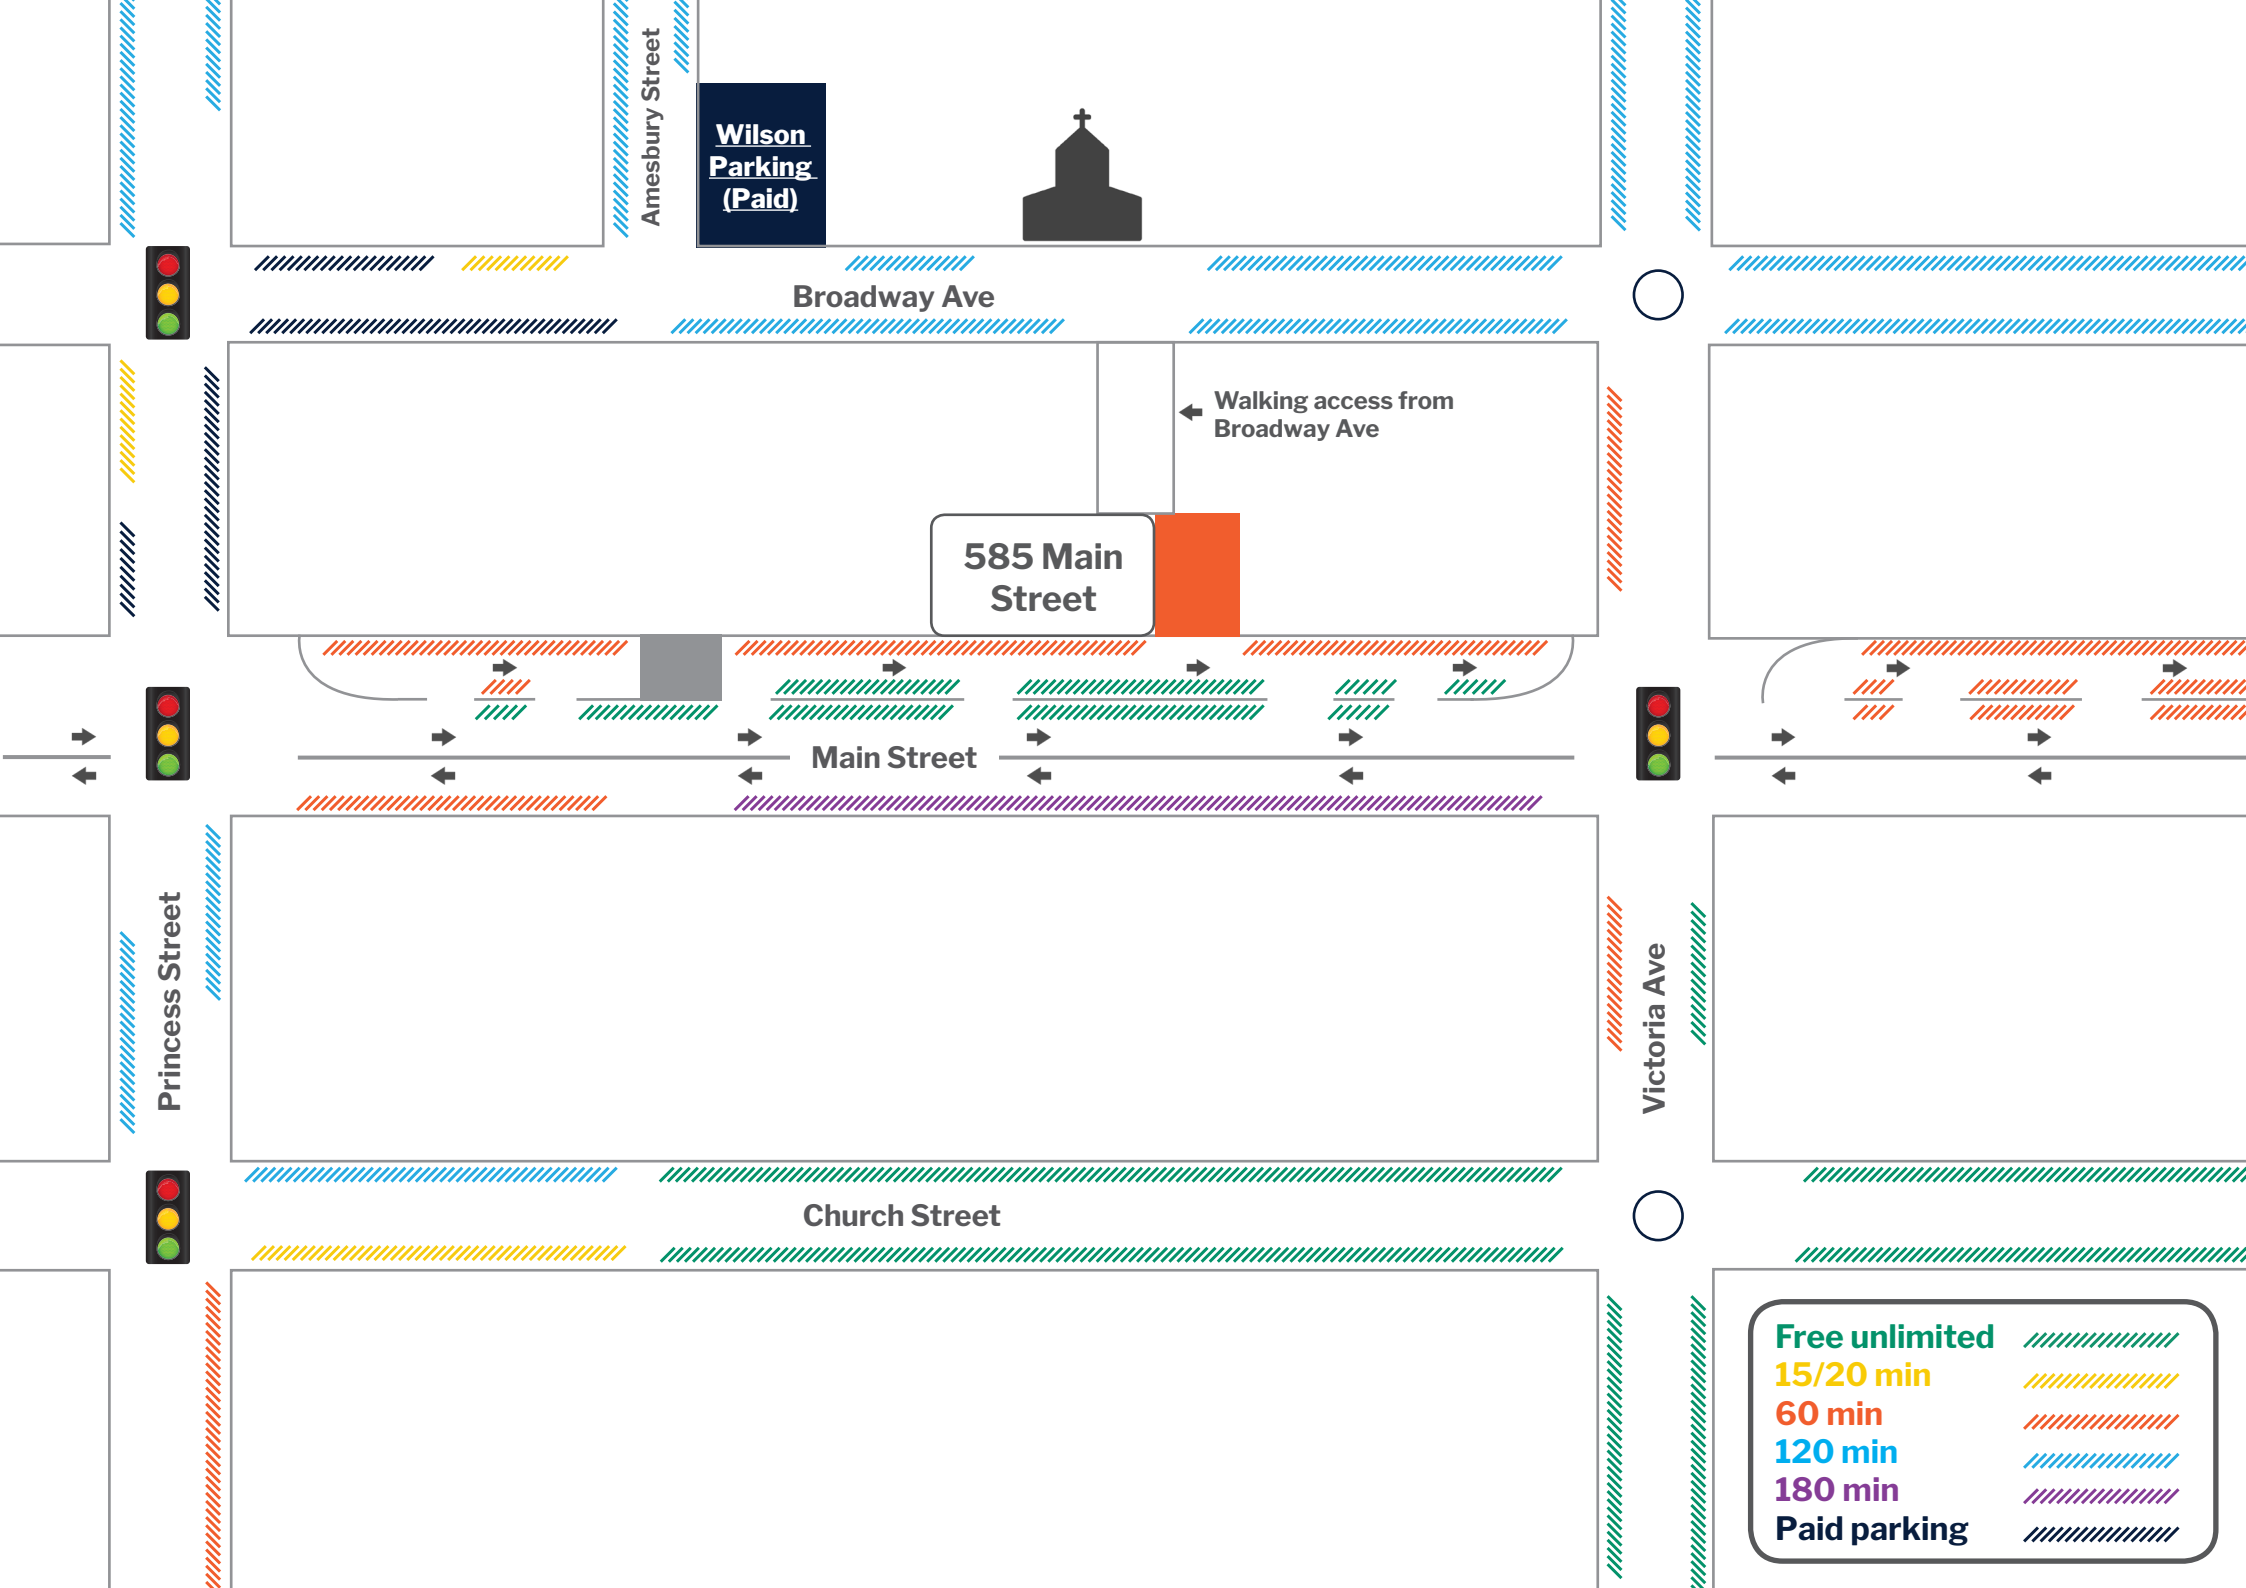 Amesbury Street
Wilson
Parking
(Paid)
Broadway Ave
Walking access from
Broadway Ave
585 Main
Street
Main Street
Princess Street
Victoria Ave
Church Street
Free unlimited
15/20 min
60 min
120 min
180 min
Paid parking